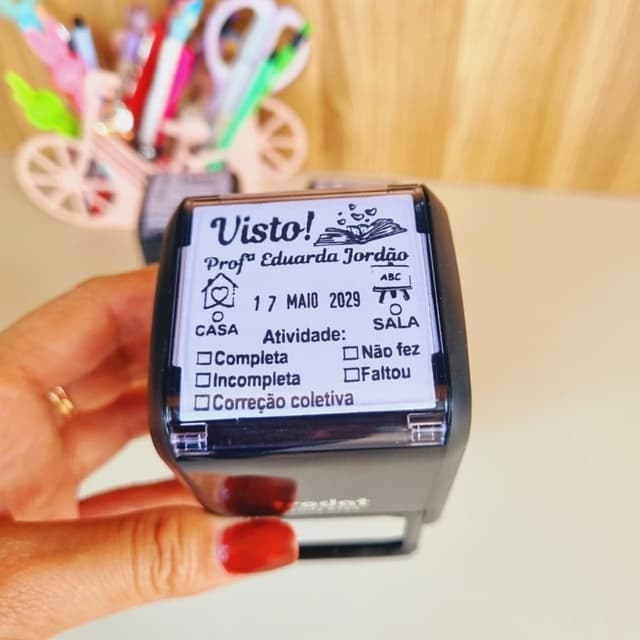 Visto!
Profª Eduarda Jordão
ABC
17 MAIO 2029
CASA
SALA
Atividade:
Completa
Não fez
Incompleta
Faltou
Correção coletiva